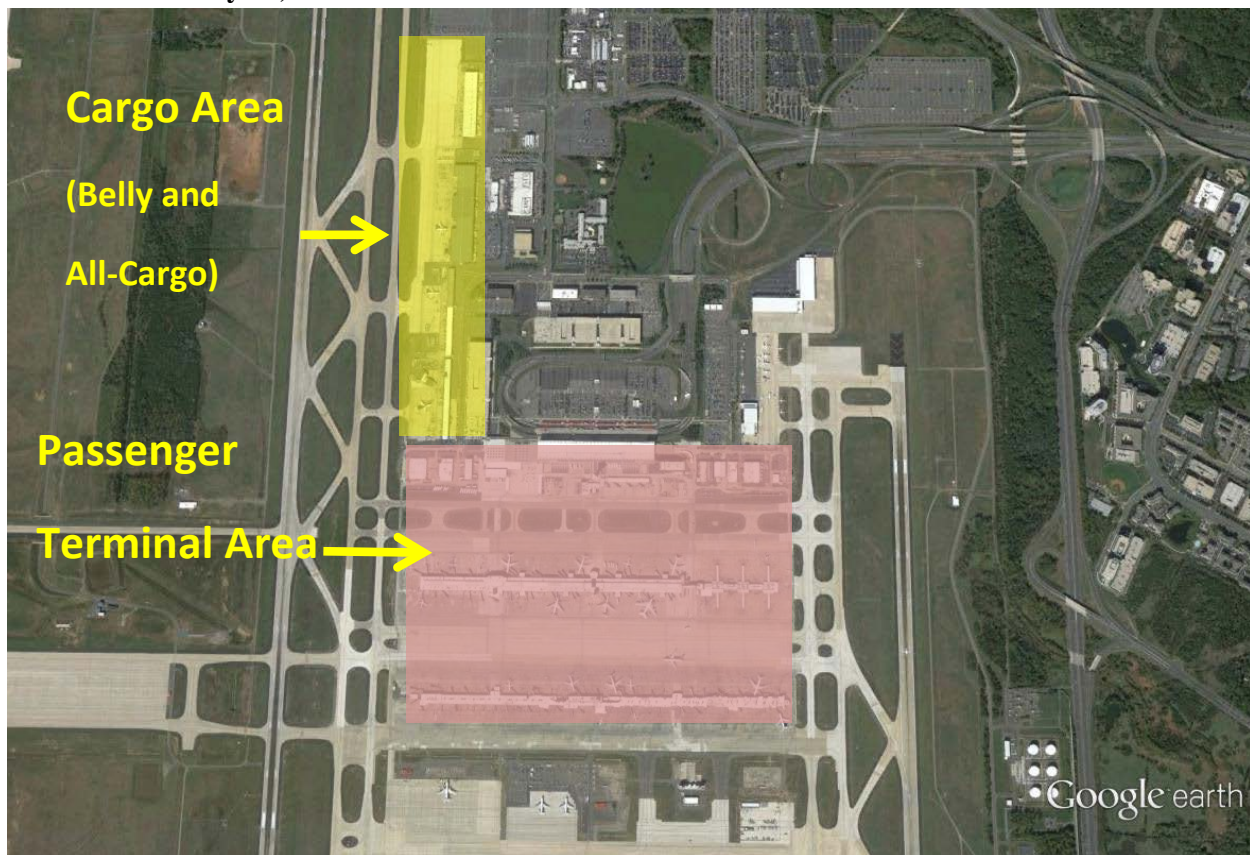 Cargo Area
(Belly and
All-Cargo)
Passenger
Terminal Area
Google earth